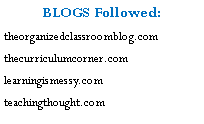 BLOGS Followed:
theorganizedclassroomblog.com
thecurriculumcorner.com
learningismessy.com
teachingthought.com